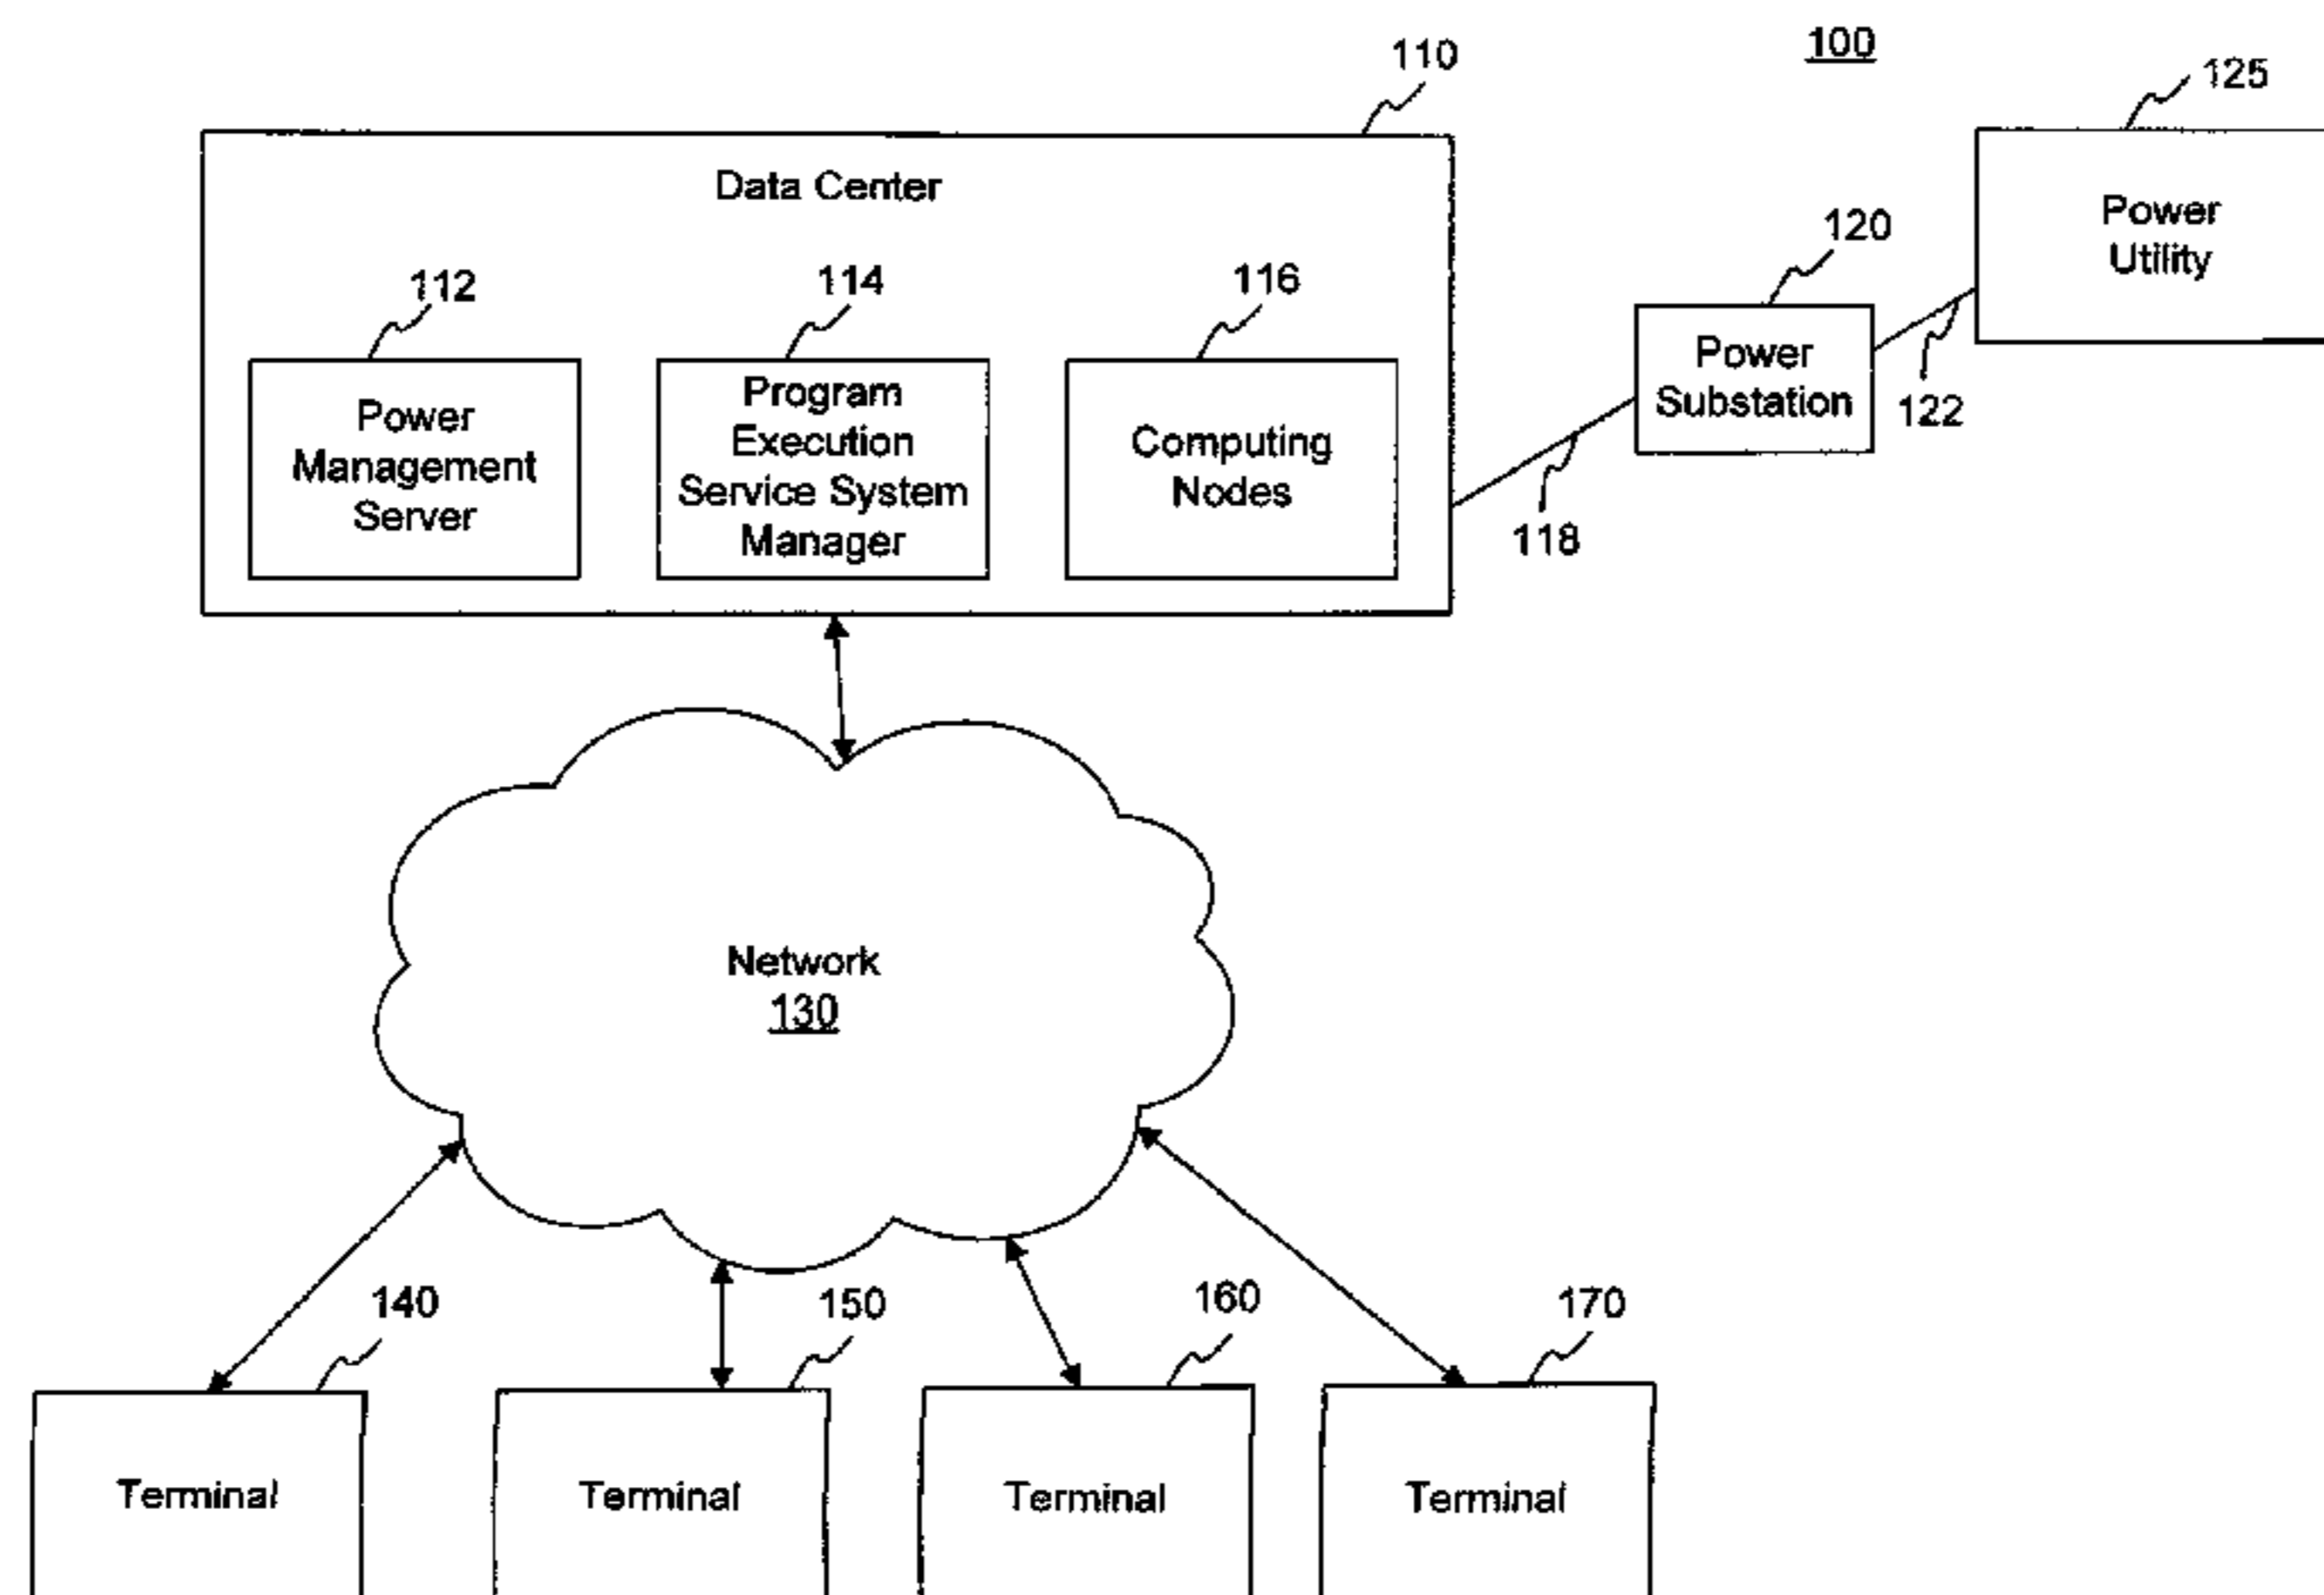 100
110
125
Data Center
Power
Utility
120
112
114
116
Power
Substation
122
Power
Management
Server
Program
Execution
Service System
Manager
Computing
Nodes
118
Network
130
140
150
160
170
Terminal
Terminal
Terminal
Terminal